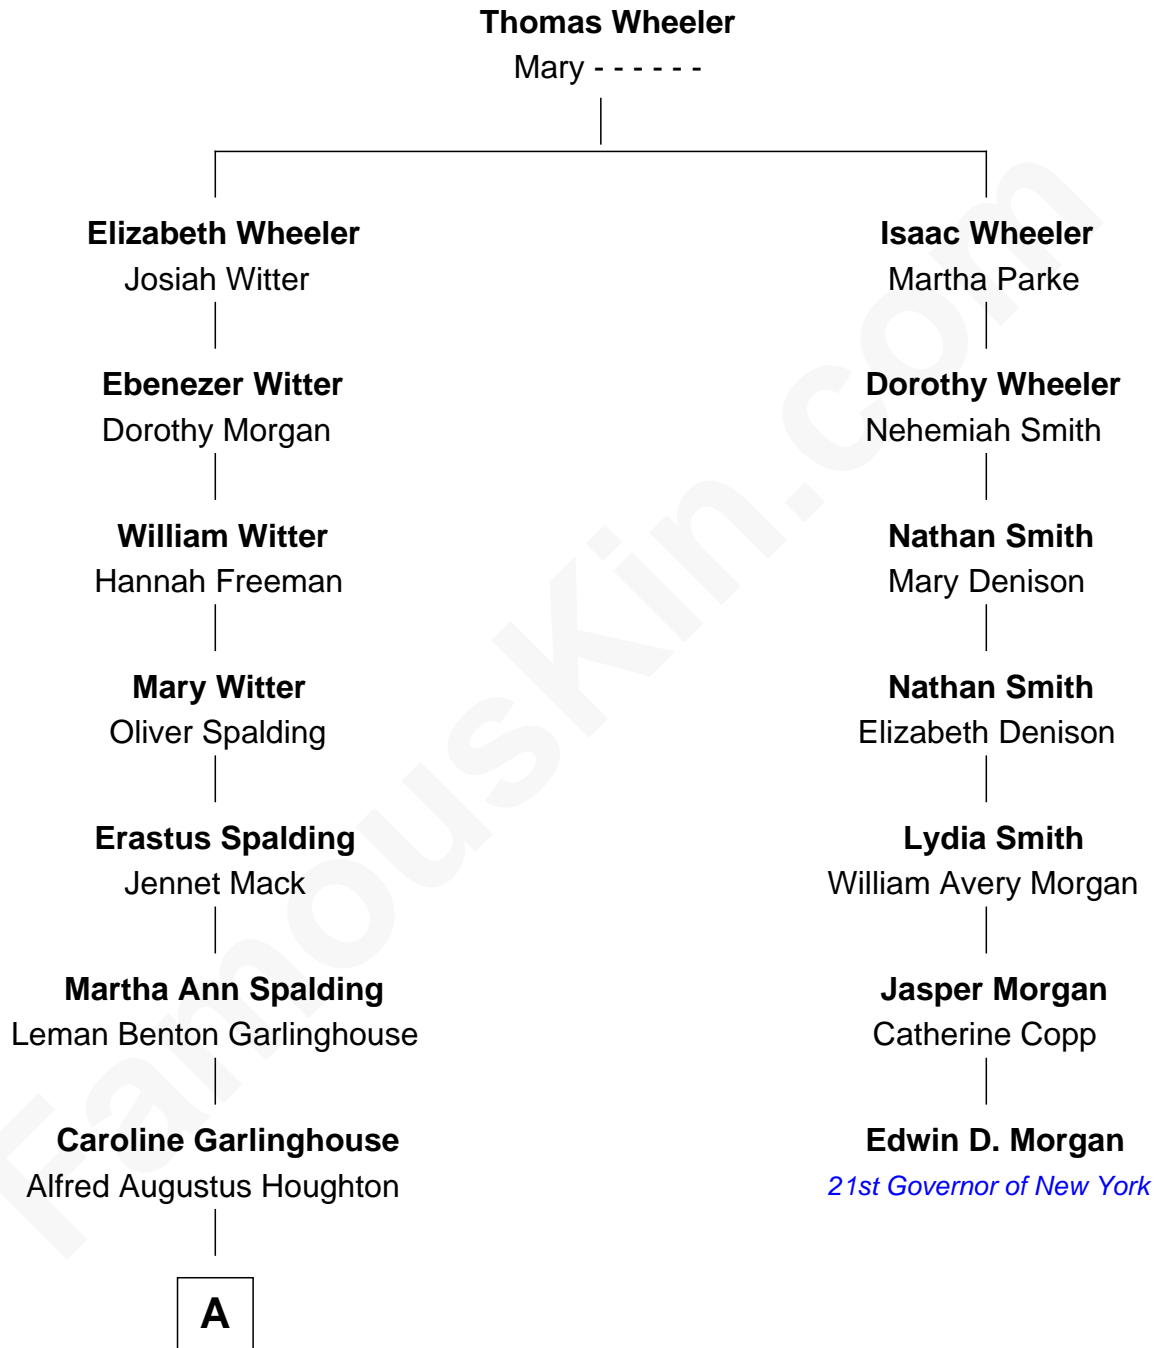 Thomas Wheeler
Mary - - - - - -
Elizabeth Wheeler
Josiah Witter
Isaac Wheeler
Martha Parke
Ebenezer Witter
Dorothy Morgan
Dorothy Wheeler
Nehemiah Smith
William Witter
Hannah Freeman
Nathan Smith
Mary Denison
Mary Witter
Oliver Spalding
Nathan Smith
Elizabeth Denison
Erastus Spalding
Jennet Mack
Lydia Smith
William Avery Morgan
Martha Ann Spalding
Leman Benton Garlinghouse
Jasper Morgan
Catherine Copp
Caroline Garlinghouse
Alfred Augustus Houghton
Edwin D. Morgan
21st Governor of New York
A
FamousKin.com